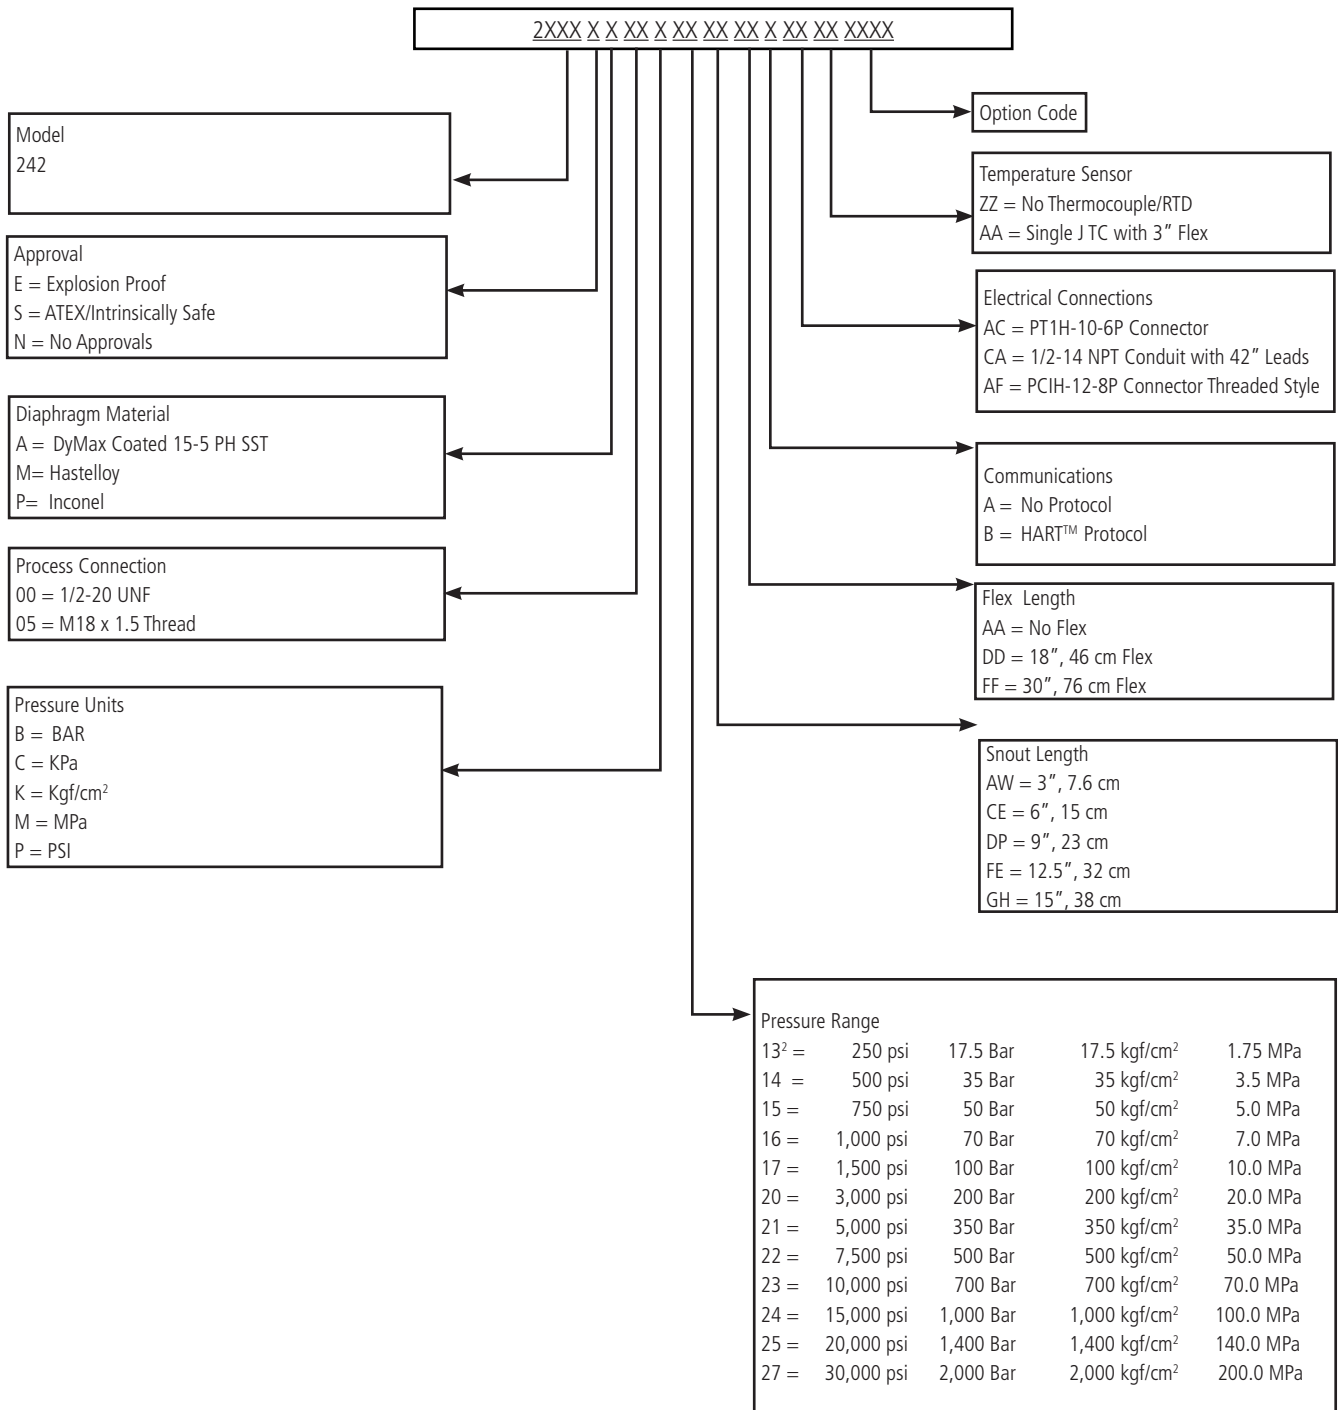 2XXX X X XX X XX XX XX X XX XX XXXX
Model
242
Approval
E = Explosion Proof
S = ATEX/Intrinsically Safe
N = No Approvals
Diaphragm Material
A = DyMax Coated 15-5 PH SST
M= Hastelloy
P= Inconel
Process Connection
00 = 1/2-20 UNF
05 = M18 x 1.5 Thread
Pressure Units
B = BAR
C = KPa
K = Kgf/cm²
M = MPa
P = PSI
Option Code
Temperature Sensor
ZZ = No Thermocouple/RTD
AA = Single J TC with 3" Flex
Electrical Connections
AC = PT1H-10-6P Connector
CA = 1/2-14 NPT Conduit with 42" Leads
AF = PCIH-12-8P Connector Threaded Style
Communications
A = No Protocol
B = HART™ Protocol
Flex Length
AA = No Flex
DD = 18", 46 cm Flex
FF = 30", 76 cm Flex
Snout Length
AW = 3", 7.6 cm
CE = 6", 15 cm
DP = 9", 23 cm
FE = 12.5", 32 cm
GH = 15", 38 cm
Pressure Range
13² = 250 psi 17.5 Bar 17.5 kgf/cm² 1.75 MPa
14 = 500 psi 35 Bar 35 kgf/cm² 3.5 MPa
15 = 750 psi 50 Bar 50 kgf/cm² 5.0 MPa
16 = 1,000 psi 70 Bar 70 kgf/cm² 7.0 MPa
17 = 1,500 psi 100 Bar 100 kgf/cm² 10.0 MPa
20 = 3,000 psi 200 Bar 200 kgf/cm² 20.0 MPa
21 = 5,000 psi 350 Bar 350 kgf/cm² 35.0 MPa
22 = 7,500 psi 500 Bar 500 kgf/cm² 50.0 MPa
23 = 10,000 psi 700 Bar 700 kgf/cm² 70.0 MPa
24 = 15,000 psi 1,000 Bar 1,000 kgf/cm² 100.0 MPa
25 = 20,000 psi 1,400 Bar 1,400 kgf/cm² 140.0 MPa
27 = 30,000 psi 2,000 Bar 2,000 kgf/cm² 200.0 MPa